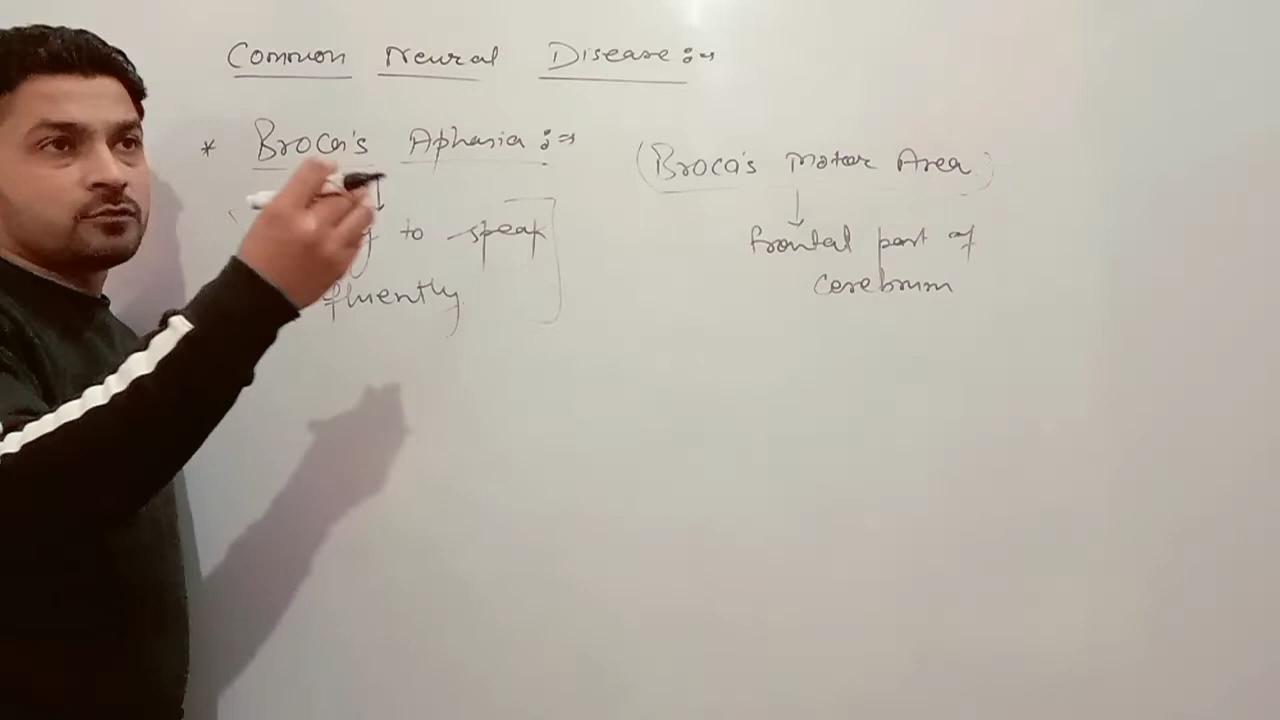 Common Neural Disease :→
* Broca's Aphasia :⇒
(Broca's Motor Area)
↓
to speak
fluently
↓
frontal part of
cerebrum